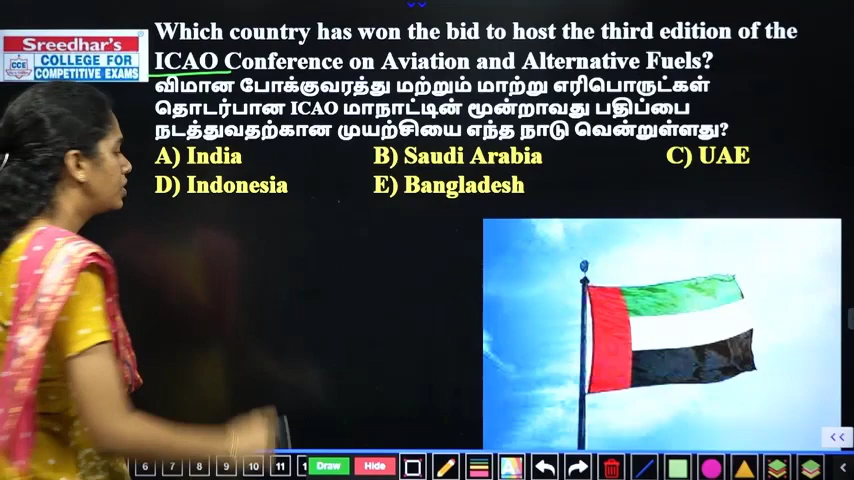 Which country has won the bid to host the third edition of the
ICAO Conference on Aviation and Alternative Fuels?
விமான போக்குவரத்து மற்றும் மாற்று எரிபொருட்கள்
தொடர்பான ICAO மாநாட்டின் மூன்றாவது பதிப்பை
நடத்துவதற்கான முயற்சியை எந்த நாடு வென்றுள்ளது?
A) India B) Saudi Arabia C) UAE
D) Indonesia E) Bangladesh
Sreedhar's
CCE
COLLEGE FOR
COMPETITIVE EXAMS
6 7 8 9 10 11 1 Draw Hide A